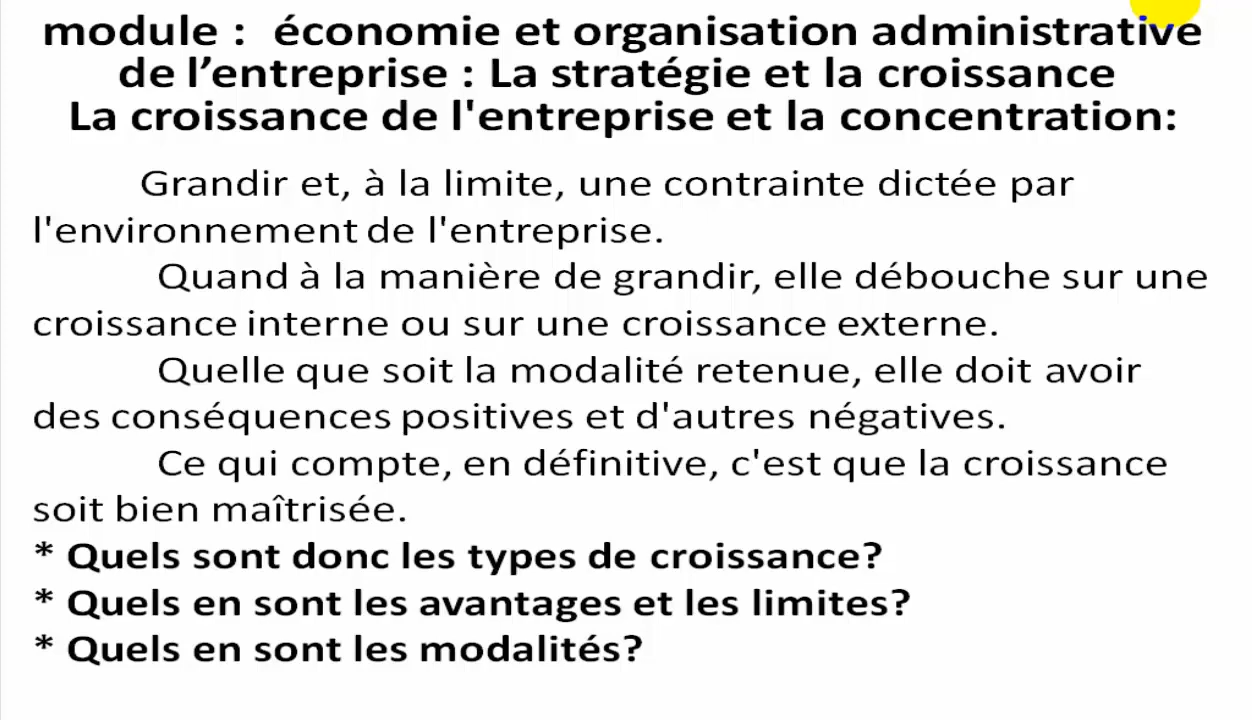 module :  économie et organisation administrative
de l’entreprise : La stratégie et la croissance
La croissance de l'entreprise et la concentration:
Grandir et, à la limite, une contrainte dictée par
l'environnement de l'entreprise.
Quand à la manière de grandir, elle débouche sur une
croissance interne ou sur une croissance externe.
Quelle que soit la modalité retenue, elle doit avoir
des conséquences positives et d'autres négatives.
Ce qui compte, en définitive, c'est que la croissance
soit bien maîtrisée.
* Quels sont donc les types de croissance?
* Quels en sont les avantages et les limites?
* Quels en sont les modalités?